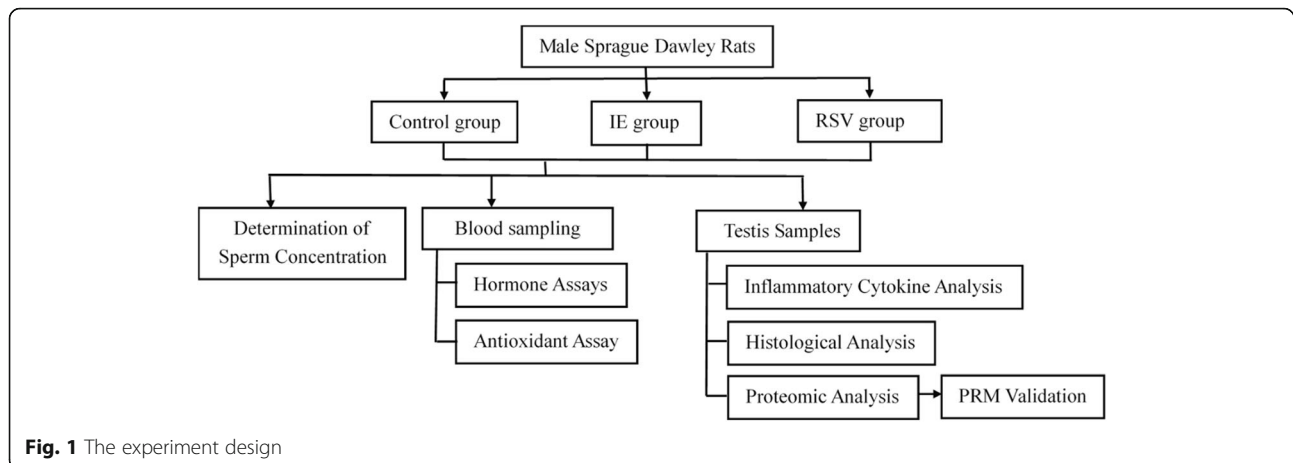 Male Sprague Dawley Rats
Control group
IE group
RSV group
Determination of
Sperm Concentration
Blood sampling
Hormone Assays
Antioxidant Assay
Testis Samples
Inflammatory Cytokine Analysis
Histological Analysis
Proteomic Analysis
PRM Validation
Fig. 1 The experiment design